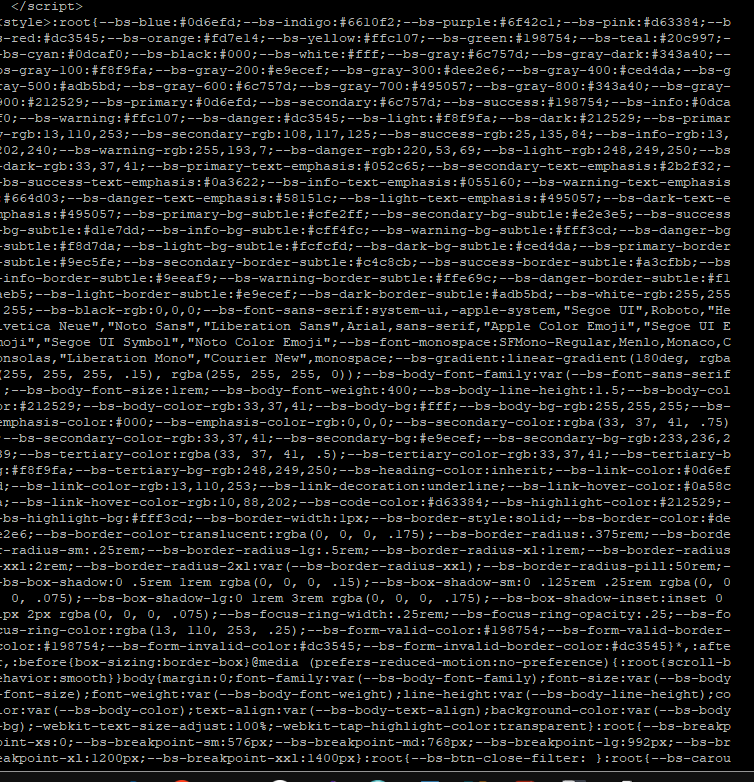 </script>
<style>:root{--bs-blue:#0d6efd;--bs-indigo:#6610f2;--bs-purple:#6f42c1;--bs-pink:#d63384;--b
s-red:#dc3545;--bs-orange:#fd7e14;--bs-yellow:#ffc107;--bs-green:#198754;--bs-teal:#20c997;-
-bs-cyan:#0dcaf0;--bs-black:#000;--bs-white:#fff;--bs-gray:#6c757d;--bs-gray-dark:#343a40;--
bs-gray-100:#f8f9fa;--bs-gray-200:#e9ecef;--bs-gray-300:#dee2e6;--bs-gray-400:#ced4da;--bs-g
ray-500:#adb5bd;--bs-gray-600:#6c757d;--bs-gray-700:#495057;--bs-gray-800:#343a40;--bs-gray-
900:#212529;--bs-primary:#0d6efd;--bs-secondary:#6c757d;--bs-success:#198754;--bs-info:#0dca
f0;--bs-warning:#ffc107;--bs-danger:#dc3545;--bs-light:#f8f9fa;--bs-dark:#212529;--bs-primar
y-rgb:13,110,253;--bs-secondary-rgb:108,117,125;--bs-success-rgb:25,135,84;--bs-info-rgb:13,
202,240;--bs-warning-rgb:255,193,7;--bs-danger-rgb:220,53,69;--bs-light-rgb:248,249,250;--bs
-dark-rgb:33,37,41;--bs-primary-text-emphasis:#052c65;--bs-secondary-text-emphasis:#2b2f32;-
-bs-success-text-emphasis:#0a3622;--bs-info-text-emphasis:#055160;--bs-warning-text-emphasis
:#664d03;--bs-danger-text-emphasis:#58151c;--bs-light-text-emphasis:#495057;--bs-dark-text-e
mphasis:#495057;--bs-primary-bg-subtle:#cfe2ff;--bs-secondary-bg-subtle:#e2e3e5;--bs-success
-bg-subtle:#d1e7dd;--bs-info-bg-subtle:#cff4fc;--bs-warning-bg-subtle:#fff3cd;--bs-danger-bg
-subtle:#f8d7da;--bs-light-bg-subtle:#fcfcfd;--bs-dark-bg-subtle:#ced4da;--bs-primary-border
-subtle:#9ec5fe;--bs-secondary-border-subtle:#c4c8cb;--bs-success-border-subtle:#a3cfbb;--bs
-info-border-subtle:#9eeaf9;--bs-warning-border-subtle:#ffe69c;--bs-danger-border-subtle:#f1
aeb5;--bs-light-border-subtle:#e9ecef;--bs-dark-border-subtle:#adb5bd;--bs-white-rgb:255,255
,255;--bs-black-rgb:0,0,0;--bs-font-sans-serif:system-ui,-apple-system,"Segoe UI",Roboto,"He
lvetica Neue","Noto Sans","Liberation Sans",Arial,sans-serif,"Apple Color Emoji","Segoe UI E
moji","Segoe UI Symbol","Noto Color Emoji";--bs-font-monospace:SFMono-Regular,Menlo,Monaco,C
onsolas,"Liberation Mono","Courier New",monospace;--bs-gradient:linear-gradient(180deg, rgba
(255, 255, 255, .15), rgba(255, 255, 255, 0));--bs-body-font-family:var(--bs-font-sans-serif
);--bs-body-font-size:1rem;--bs-body-font-weight:400;--bs-body-line-height:1.5;--bs-body-col
or:#212529;--bs-body-color-rgb:33,37,41;--bs-body-bg:#fff;--bs-body-bg-rgb:255,255,255;--bs-
emphasis-color:#000;--bs-emphasis-color-rgb:0,0,0;--bs-secondary-color:rgba(33, 37, 41, .75)
;--bs-secondary-color-rgb:33,37,41;--bs-secondary-bg:#e9ecef;--bs-secondary-bg-rgb:233,236,2
39;--bs-tertiary-color:rgba(33, 37, 41, .5);--bs-tertiary-color-rgb:33,37,41;--bs-tertiary-b
g:#f8f9fa;--bs-tertiary-bg-rgb:248,249,250;--bs-heading-color:inherit;--bs-link-color:#0d6ef
d;--bs-link-color-rgb:13,110,253;--bs-link-decoration:underline;--bs-link-hover-color:#0a58c
a;--bs-link-hover-color-rgb:10,88,202;--bs-code-color:#d63384;--bs-highlight-color:#212529;-
-bs-highlight-bg:#fff3cd;--bs-border-width:1px;--bs-border-style:solid;--bs-border-color:#de
e2e6;--bs-border-color-translucent:rgba(0, 0, 0, .175);--bs-border-radius:.375rem;--bs-borde
r-radius-sm:.25rem;--bs-border-radius-lg:.5rem;--bs-border-radius-xl:1rem;--bs-border-radius
-xxl:2rem;--bs-border-radius-2xl:var(--bs-border-radius-xxl);--bs-border-radius-pill:50rem;-
-bs-box-shadow:0 .5rem 1rem rgba(0, 0, 0, .15);--bs-box-shadow-sm:0 .125rem .25rem rgba(0, 0
, 0, .075);--bs-box-shadow-lg:0 1rem 3rem rgba(0, 0, 0, .175);--bs-box-shadow-inset:inset 0
1px 2px rgba(0, 0, 0, .075);--bs-focus-ring-width:.25rem;--bs-focus-ring-opacity:.25;--bs-fo
cus-ring-color:rgba(13, 110, 253, .25);--bs-form-valid-color:#198754;--bs-form-valid-border-
color:#198754;--bs-form-invalid-color:#dc3545;--bs-form-invalid-border-color:#dc3545}*,:afte
r,:before{box-sizing:border-box}@media (prefers-reduced-motion:no-preference){:root{scroll-b
ehavior:smooth}}body{margin:0;font-family:var(--bs-body-font-family);font-size:var(--bs-body
-font-size);font-weight:var(--bs-body-font-weight);line-height:var(--bs-body-line-height);co
lor:var(--bs-body-color);text-align:var(--bs-body-text-align);background-color:var(--bs-body
-bg);-webkit-text-size-adjust:100%;-webkit-tap-highlight-color:transparent}:root{--bs-breakp
oint-xs:0;--bs-breakpoint-sm:576px;--bs-breakpoint-md:768px;--bs-breakpoint-lg:992px;--bs-br
eakpoint-xl:1200px;--bs-breakpoint-xxl:1400px}:root{--bs-btn-close-filter: }:root{--bs-carou